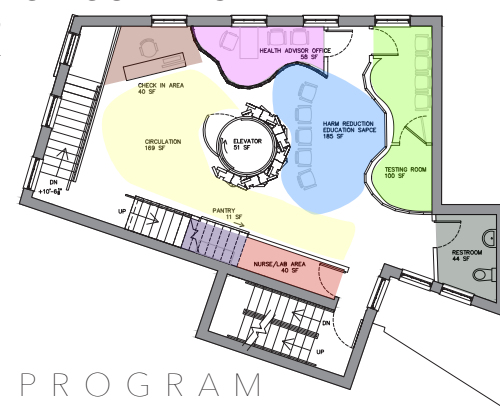 HEALTH ADVISOR OFFICE
58 SF
CHECK IN AREA
40 SF
CIRCULATION
169 SF
ELEVATOR
51 SF
HARM REDUCTION
EDUCATION SAPCE
185 SF
TESTING ROOM
100 SF
DN
+10'-6"
UP
PANTRY
11 SF
NURSE/LAB AREA
40 SF
RESTROOM
44 SF
DN
UP
PROGRAM